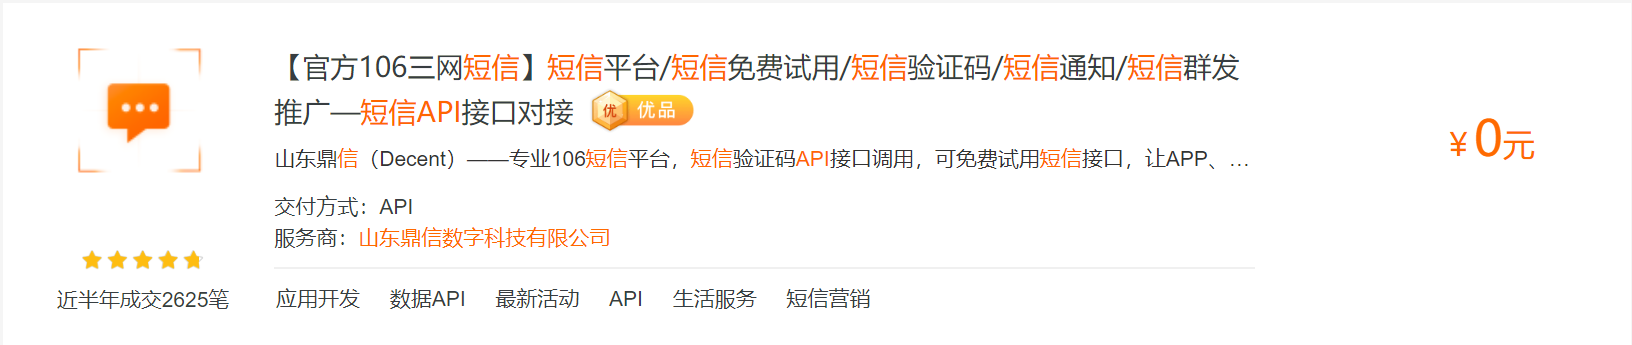 【官方106三网短信】短信平台/短信免费试用/短信验证码/短信通知/短信群发
推广—短信API接口对接 优 优品
山东鼎信（Decent）——专业106短信平台，短信验证码API接口调用，可免费试用短信接口，让APP、...
¥0元
交付方式：API
服务商：山东鼎信数字科技有限公司
近半年成交2625笔
应用开发 数据API 最新活动 API 生活服务 短信营销